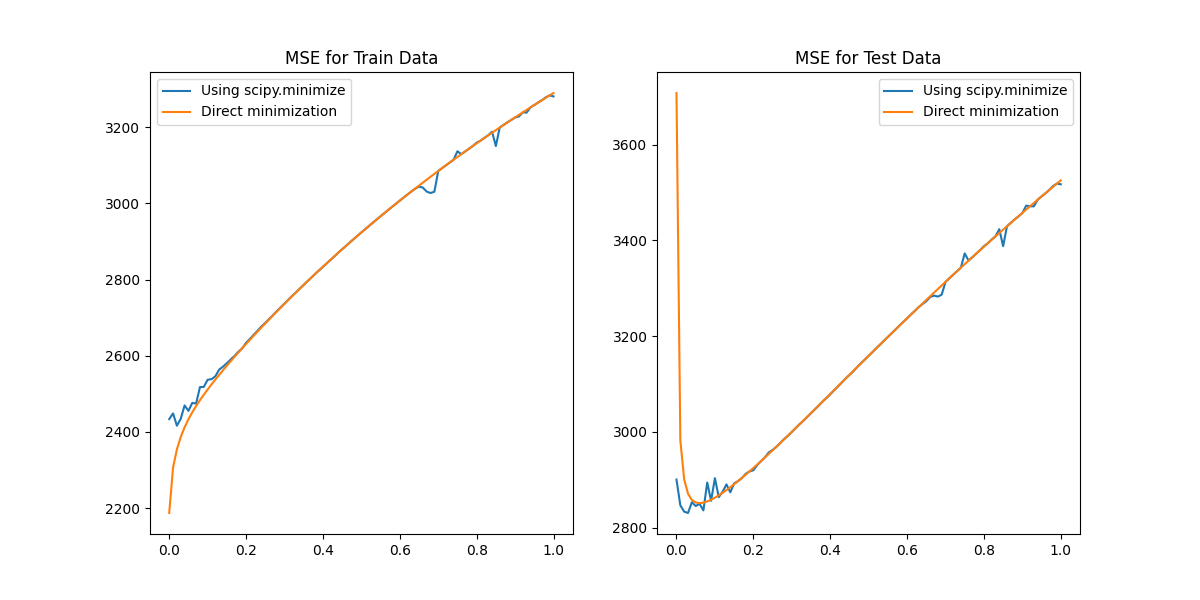 MSE for Train Data
Using scipy.minimize
Direct minimization
3200
3000
2800
2600
2400
2200
0.0 0.2 0.4 0.6 0.8 1.0
MSE for Test Data
Using scipy.minimize
Direct minimization
3600
3400
3200
3000
2800
0.0 0.2 0.4 0.6 0.8 1.0